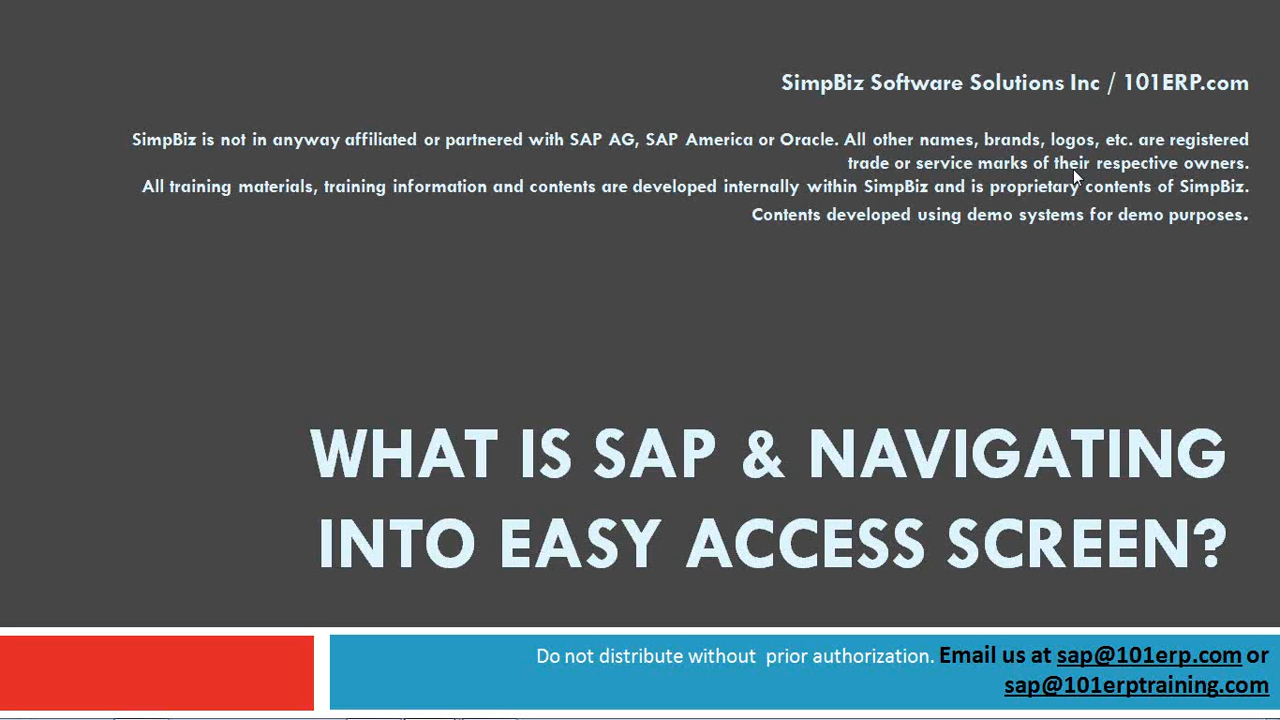 SimpBiz Software Solutions Inc / 101ERP.com
SimpBiz is not in anyway affiliated or partnered with SAP AG, SAP America or Oracle. All other names, brands, logos, etc. are registered
trade or service marks of their respective owners.
All training materials, training information and contents are developed internally within SimpBiz and is proprietary contents of SimpBiz.
Contents developed using demo systems for demo purposes.
WHAT IS SAP & NAVIGATING
INTO EASY ACCESS SCREEN?
Do not distribute without prior authorization. Email us at sap@101erp.com or
sap@101erptraining.com